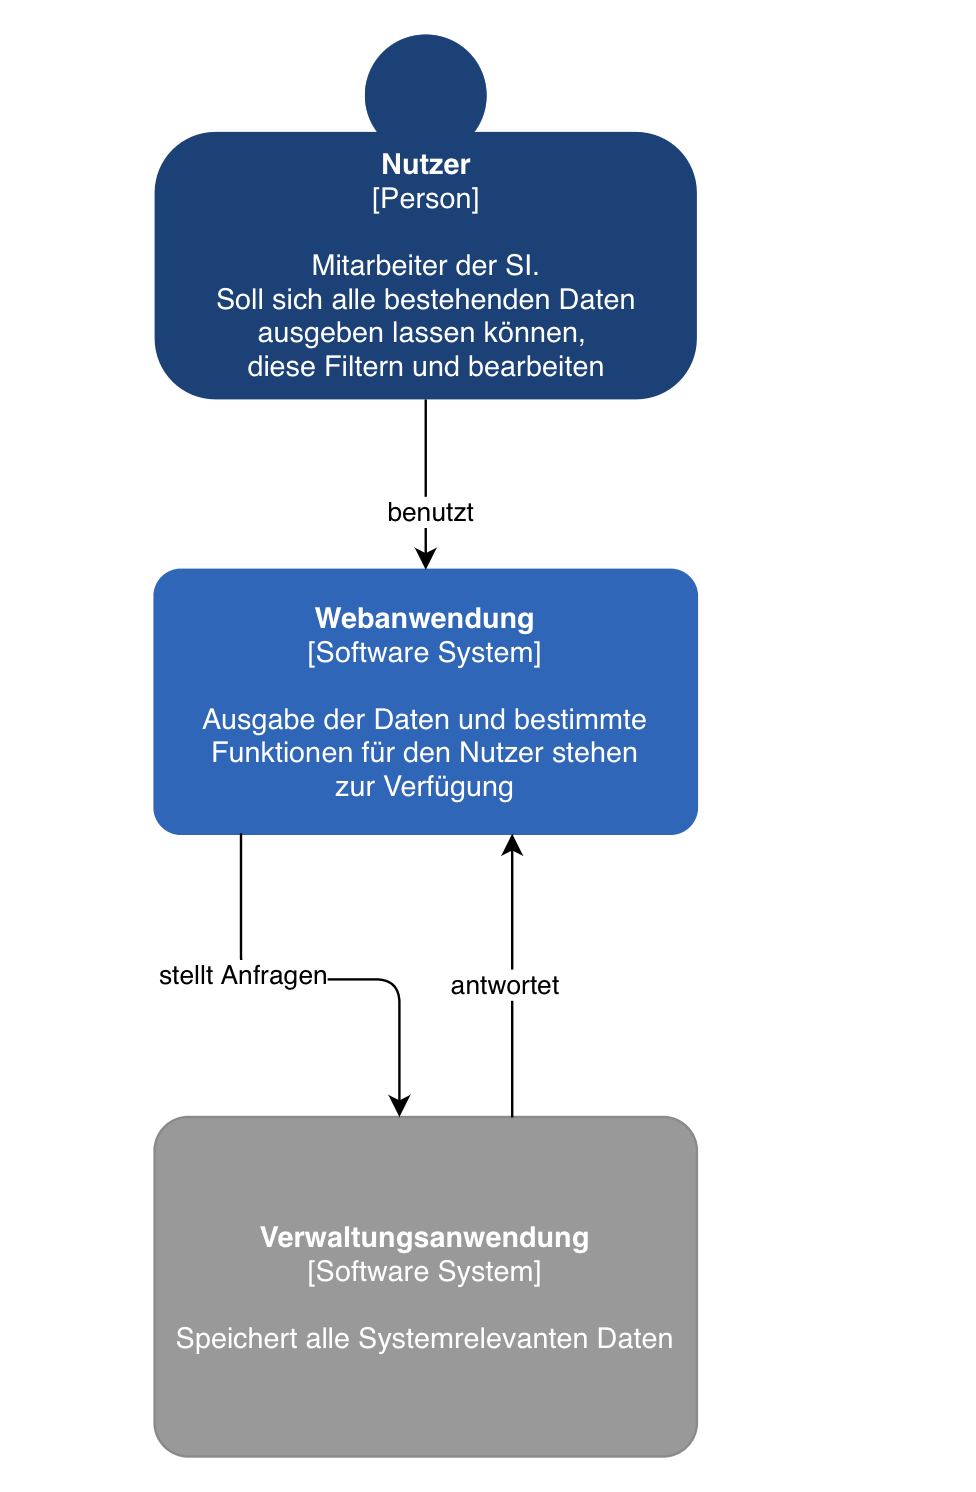 Nutzer
[Person]
Mitarbeiter der SI.
Soll sich alle bestehenden Daten
ausgeben lassen können,
diese Filtern und bearbeiten
benutzt
Webanwendung
[Software System]
Ausgabe der Daten und bestimmte
Funktionen für den Nutzer stehen
zur Verfügung
stellt Anfragen
antwortet
Verwaltungsanwendung
[Software System]
Speichert alle Systemrelevanten Daten